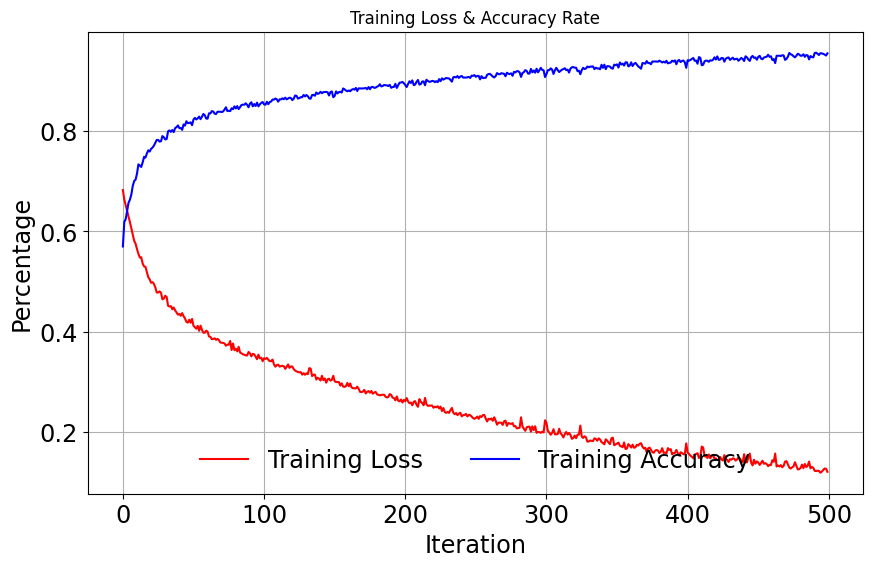 Training Loss & Accuracy Rate
Percentage
0.8
0.6
0.4
0.2
Training Loss
Training Accuracy
0
100
200
300
400
500
Iteration